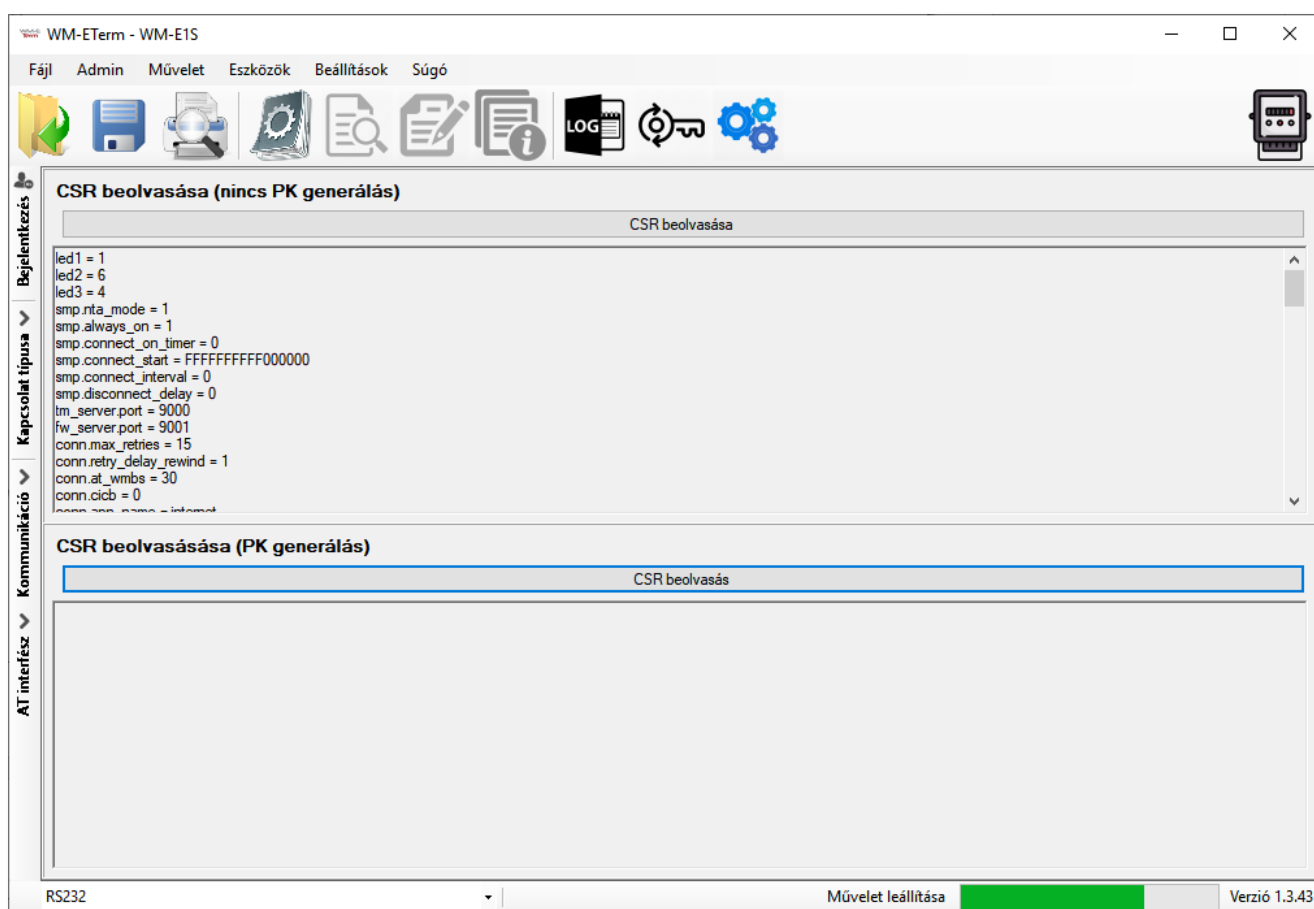 WM-ETerm - WM-E1S
Fájl Admin Művelet Eszközök Beállítások Súgó
LOG
Bejelentkezés
Kapcsolat típusa
Kommunikáció
AT interfész
CSR beolvasása (nincs PK generálás)
CSR beolvasása
led1 = 1
led2 = 6
led3 = 4
smp.nta_mode = 1
smp.always_on = 1
smp.connect_on_timer = 0
smp.connect_start = FFFFFFFFFF000000
smp.connect_interval = 0
smp.disconnect_delay = 0
tm_server.port = 9000
fw_server.port = 9001
conn.max_retries = 15
conn.retry_delay_rewind = 1
conn.at_wmbs = 30
conn.cicb = 0
conn.apn_name = internet
CSR beolvasásása (PK generálás)
CSR beolvasás
RS232
Művelet leállítása
Verzió 1.3.43